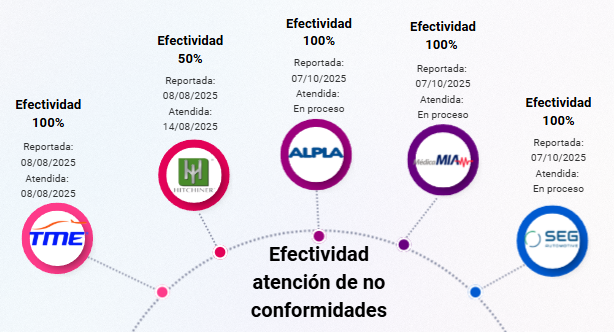 Efectividad
100%
Reportada:
08/08/2025
Atendida:
08/08/2025
TME
Efectividad
50%
Reportada:
08/08/2025
Atendida:
14/08/2025
HITCHINER
Efectividad
100%
Reportada:
07/10/2025
Atendida:
En proceso
ALPLA
Efectividad
100%
Reportada:
07/10/2025
Atendida:
En proceso
Médica MIA
Efectividad
100%
Reportada:
07/10/2025
Atendida:
En proceso
SEG
AUTOMOTIVE
Efectividad
atención de no
conformidades